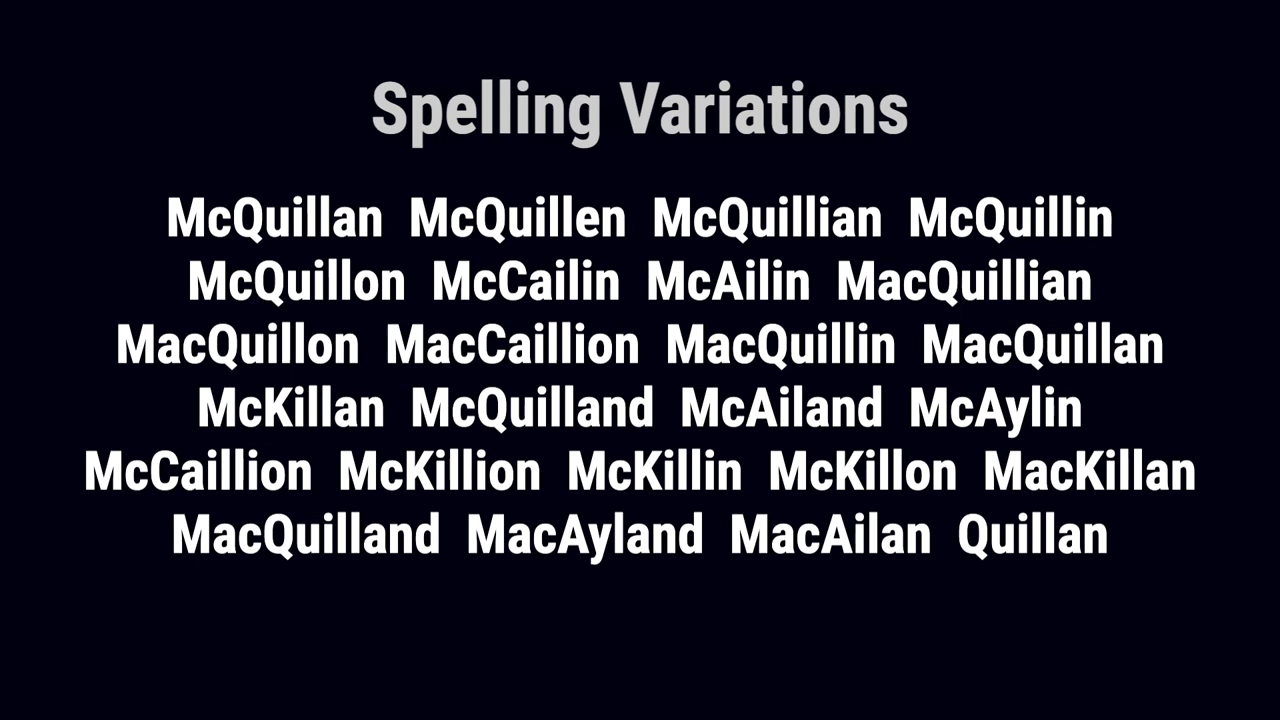 Spelling Variations
McQuillan McQuillen McQuillian McQuillin
McQuillon McCailin McAilin MacQuillian
MacQuillon MacCaillion MacQuillin MacQuillan
McKillan McQuilland McAiland McAylin
McCaillion McKillion McKillin McKillon MacKillan
MacQuilland MacAyland MacAilan Quillan